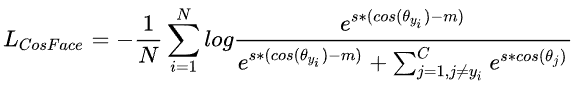 L_{CosFace} = -\frac{1}{N} \sum_{i=1}^{N} log \frac{e^{s*(cos(\theta_{y_i})-m)}}{e^{s*(cos(\theta_{y_i})-m)} + \sum_{j=1,j \neq y_i}^{C} e^{s*cos(\theta_j)}}